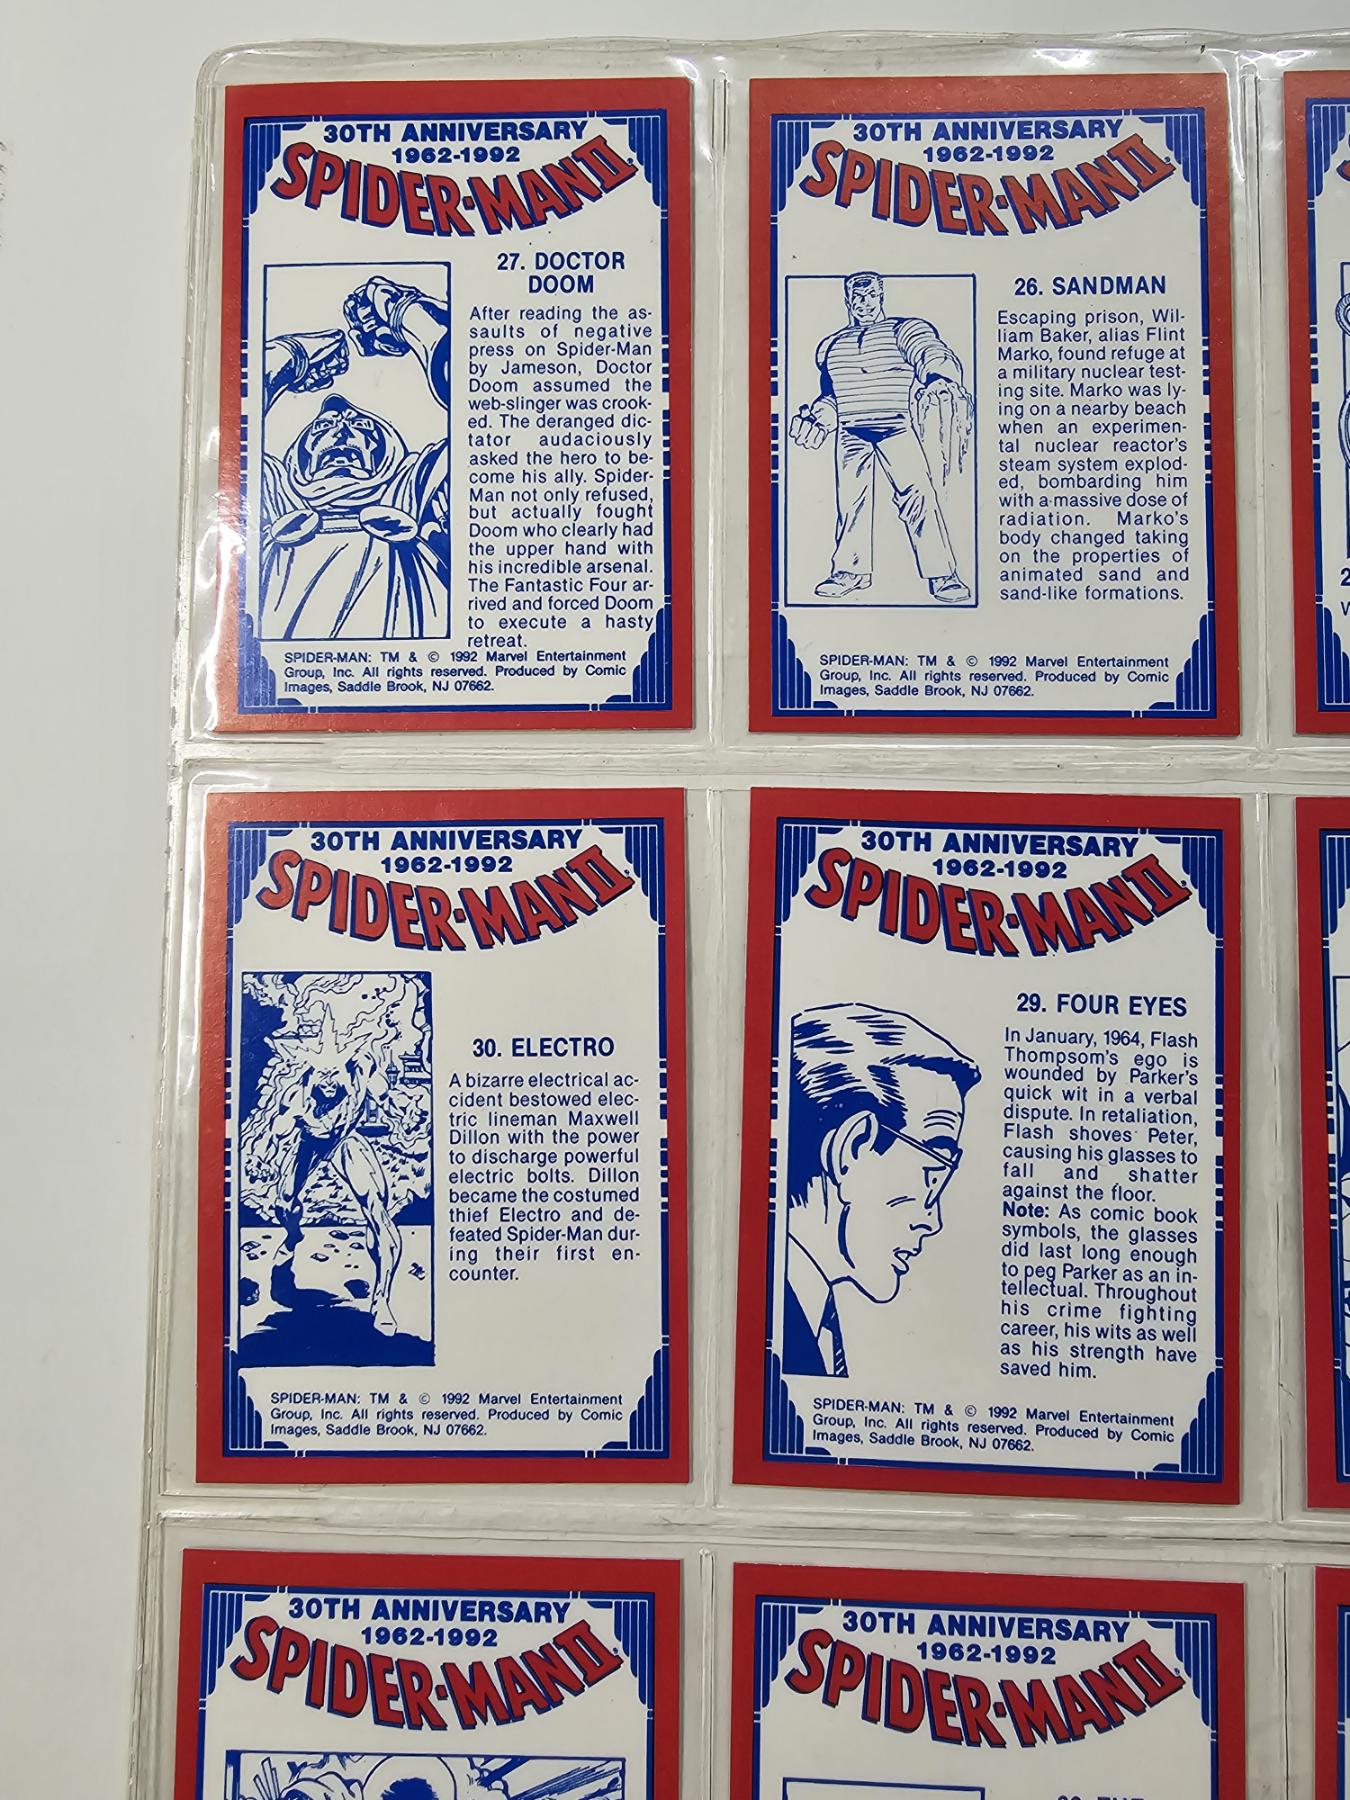 30TH ANNIVERSARY
1962-1992
SPIDER-MAN II
27. DOCTOR
DOOM
After reading the as-
saults of negative
press on Spider-Man
by Jameson, Doctor
Doom assumed the
web-slinger was crook-
ed. The deranged dic-
tator audaciously
asked the hero to be-
come his ally. Spider-
Man not only refused,
but actually fought
Doom who clearly had
the upper hand with
his incredible arsenal.
The Fantastic Four ar-
rived and forced Doom
to execute a hasty
retreat.
SPIDER-MAN: TM & © 1992 Marvel Entertainment
Group, Inc. All rights reserved. Produced by Comic
Images, Saddle Brook, NJ 07662.
30TH ANNIVERSARY
1962-1992
SPIDER-MAN II
26. SANDMAN
Escaping prison, Wil-
liam Baker, alias Flint
Marko, found refuge at
a military nuclear test-
ing site. Marko was ly-
ing on a nearby beach
when an experimen-
tal nuclear reactor's
steam system explod-
ed, bombarding him
with a massive dose of
radiation. Marko's
body changed taking
on the properties of
animated sand and
sand-like formations.
SPIDER-MAN: TM & © 1992 Marvel Entertainment
Group, Inc. All rights reserved. Produced by Comic
Images, Saddle Brook, NJ 07662.
30TH ANNIVERSARY
1962-1992
SPIDER-MAN II
30. ELECTRO
A bizarre electrical ac-
cident bestowed elec-
tric lineman Maxwell
Dillon with the power
to discharge powerful
electric bolts. Dillon
became the costumed
thief Electro and de-
feated Spider-Man dur-
ing their first en-
counter.
SPIDER-MAN: TM & © 1992 Marvel Entertainment
Group, Inc. All rights reserved. Produced by Comic
Images, Saddle Brook, NJ 07662.
30TH ANNIVERSARY
1962-1992
SPIDER-MAN II
29. FOUR EYES
In January, 1964, Flash
Thompsom's ego is
wounded by Parker's
quick wit in a verbal
dispute. In retaliation,
Flash shoves Peter,
causing his glasses to
fall and shatter
against the floor.
Note: As comic book
symbols, the glasses
did last long enough
to peg Parker as an in-
tellectual. Throughout
his crime fighting
career, his wits as well
as his strength have
saved him.
SPIDER-MAN: TM & © 1992 Marvel Entertainment
Group, Inc. All rights reserved. Produced by Comic
Images, Saddle Brook, NJ 07662.
30TH ANNIVERSARY
1962-1992
SPIDER-MAN II
30TH ANNIVERSARY
1962-1992
SPIDER-MAN II